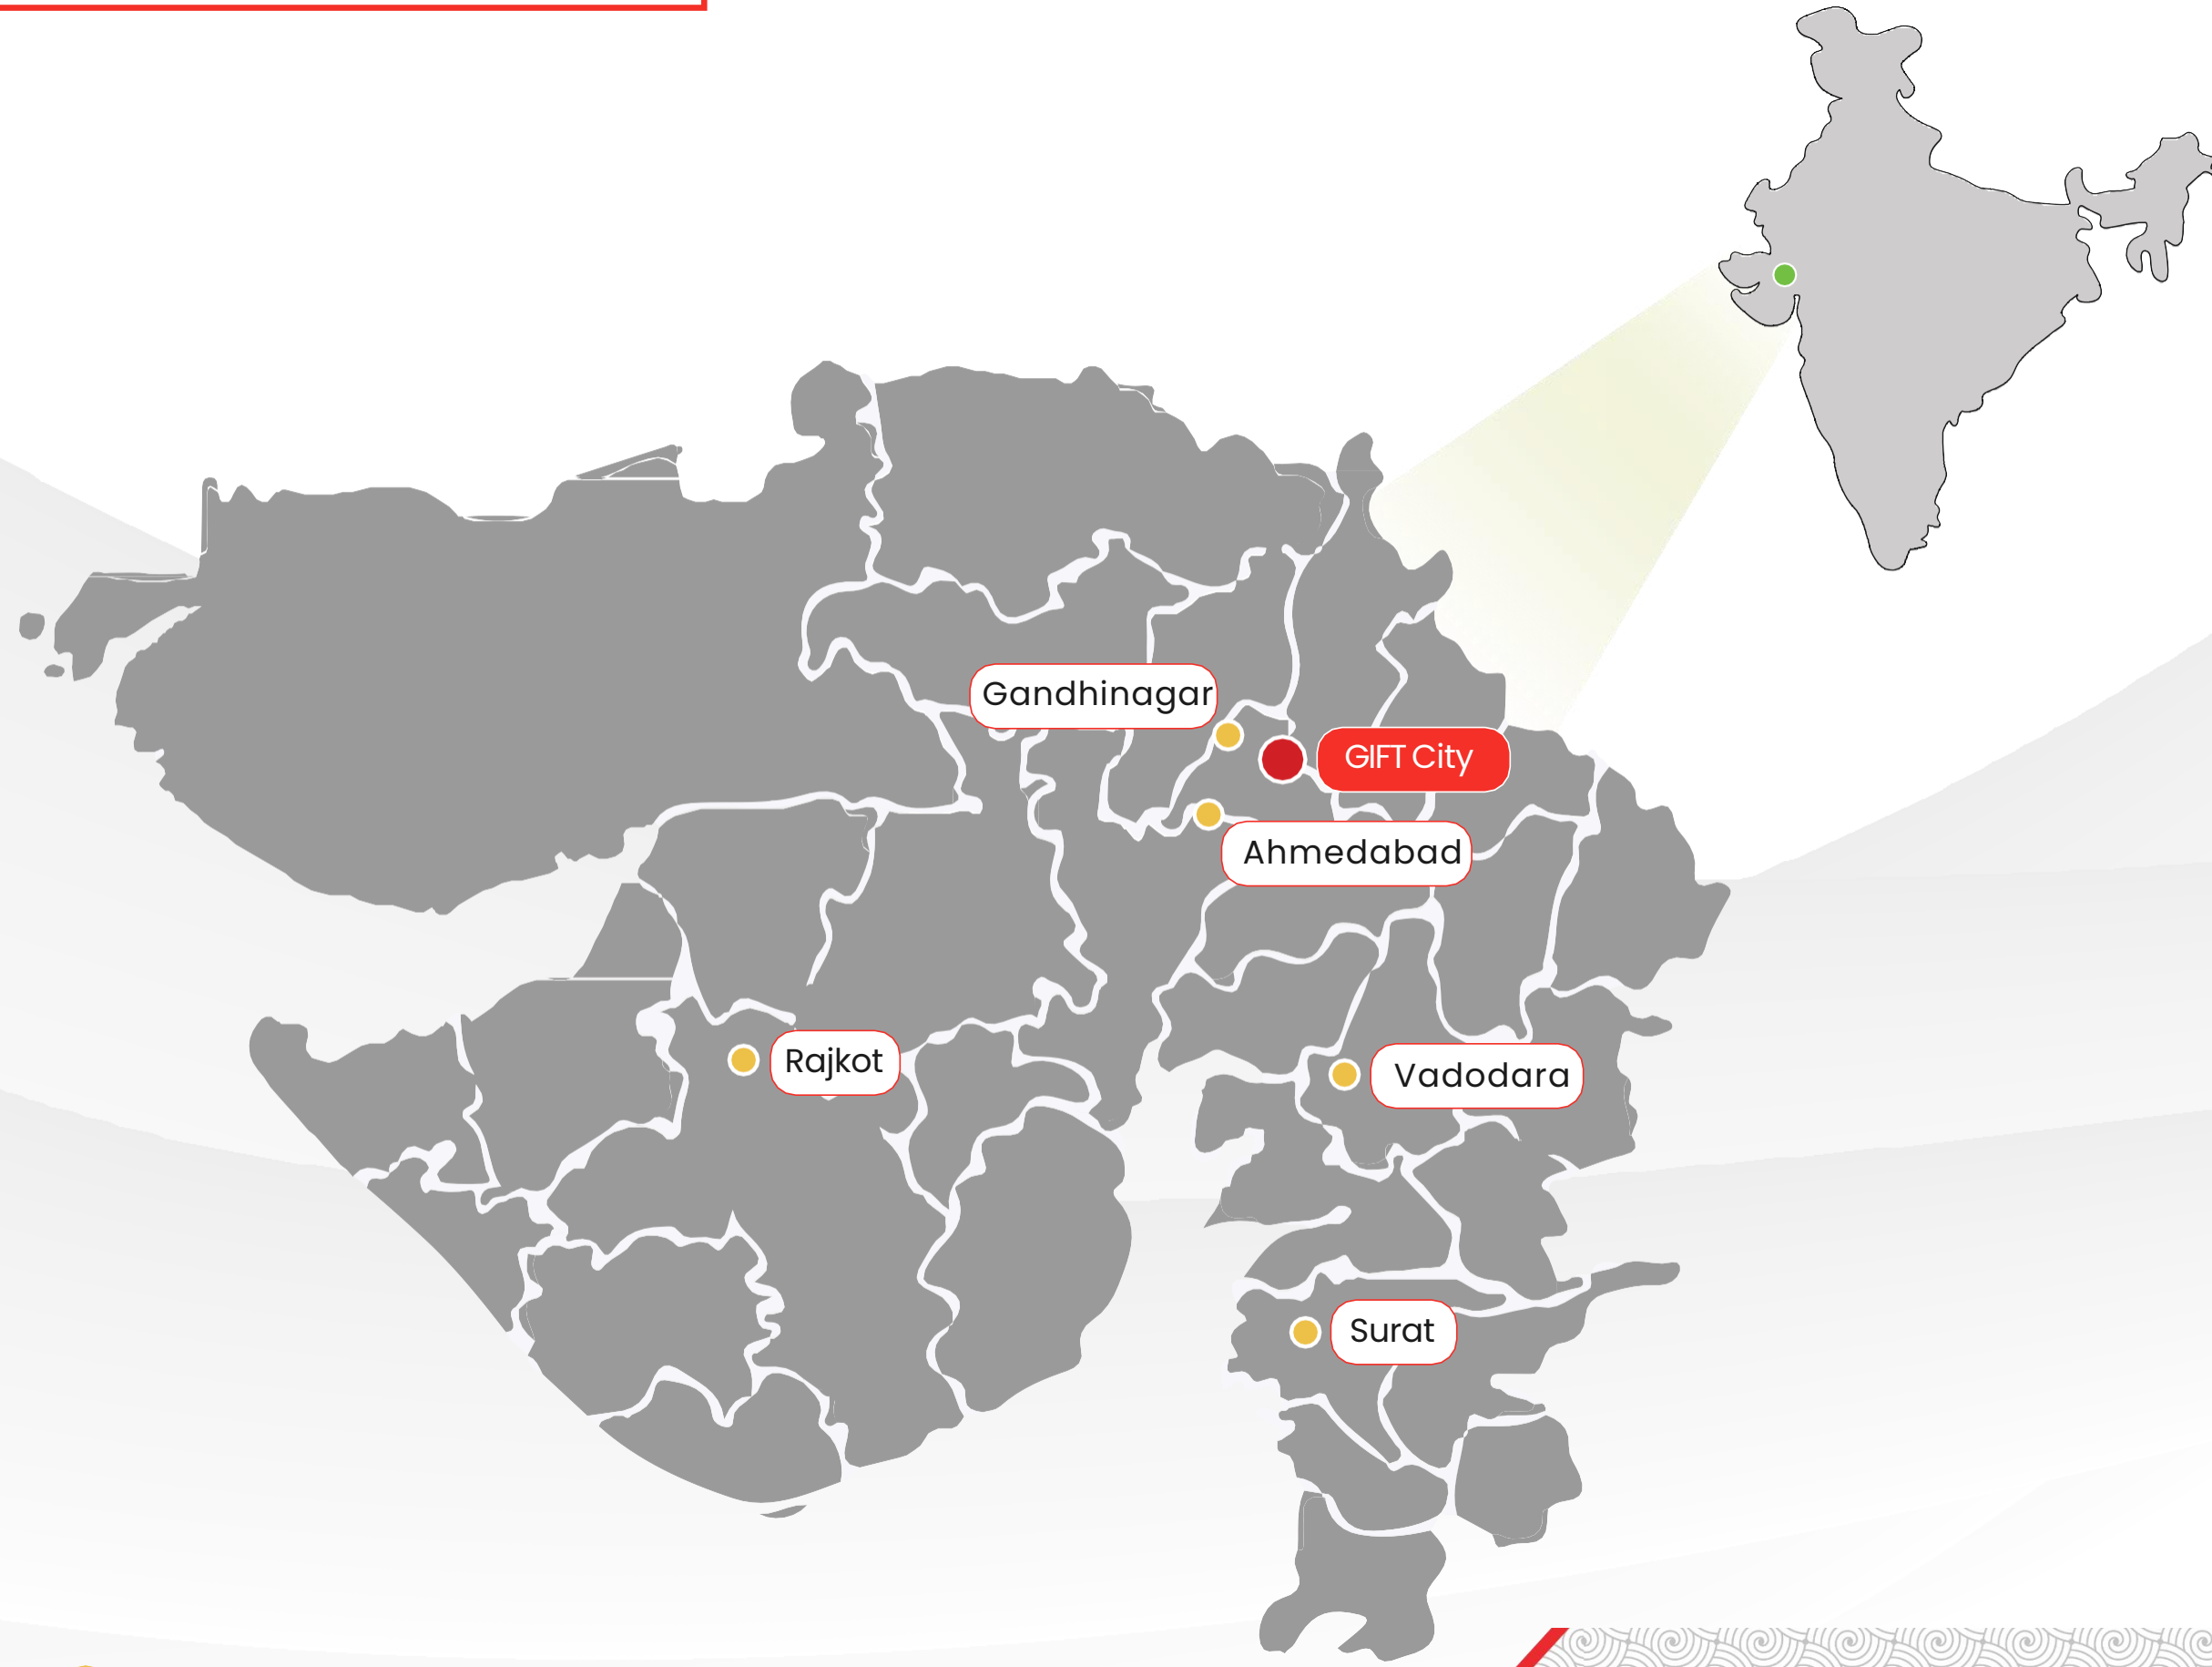 Gandhinagar
GIFT City
Ahmedabad
Rajkot
Vadodara
Surat